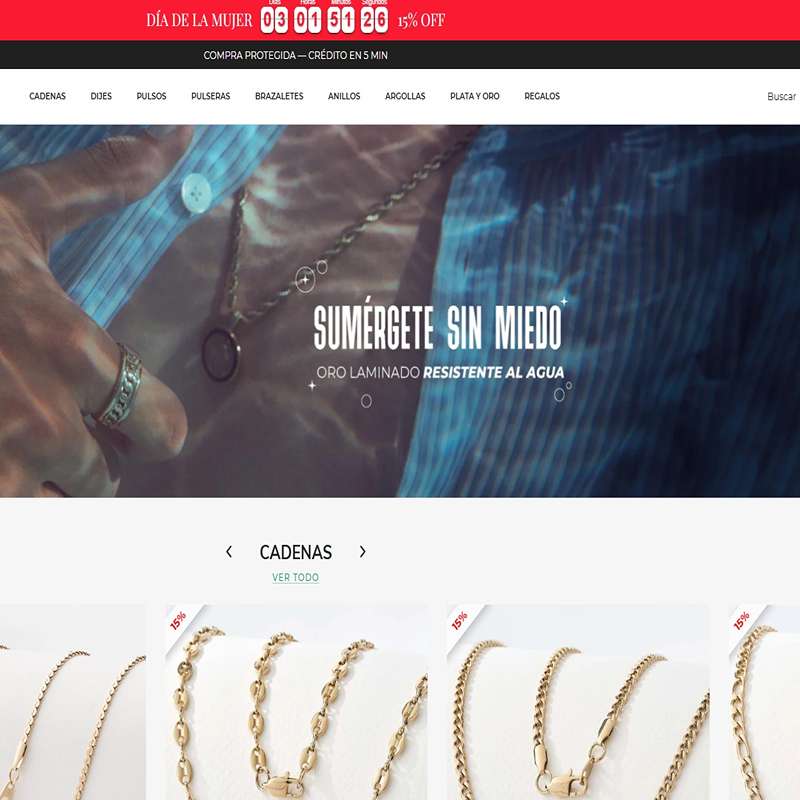 Días Horas Minutos Segundos
DÍA DE LA MUJER 03 01 51 26 15% OFF
COMPRA PROTEGIDA — CRÉDITO EN 5 MIN
CADENAS DIJES PULSOS PULSERAS BRAZALETES ANILLOS ARGOLLAS PLATA Y ORO REGALOS Buscar
SUMÉRGETE SIN MIEDO
ORO LAMINADO RESISTENTE AL AGUA
CADENAS
VER TODO
15% 15% 15%